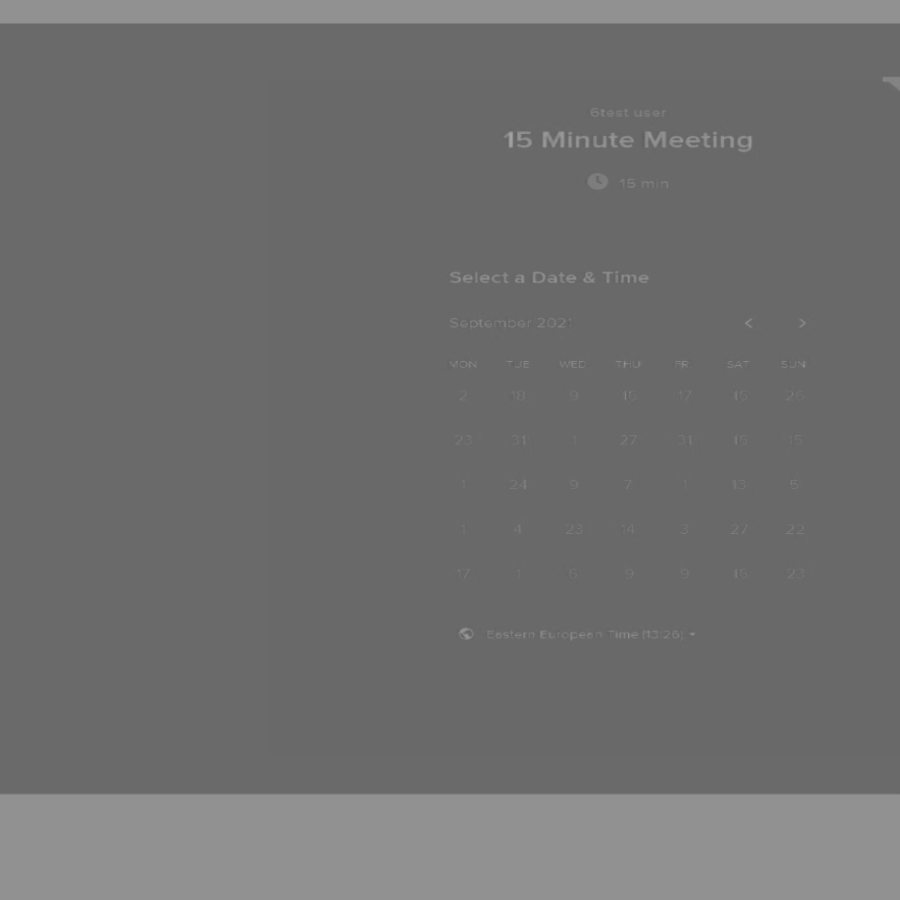 6test user
15 Minute Meeting
15 min
Select a Date & Time
September 2021
MON TUE WED THU FRI SAT SUN
2 18 9 16 17 19 26
23 31 1 27 31 15 15
1 24 9 7 1 13 5
1 4 23 14 3 27 22
17 1 6 9 9 19 23
Eastern European Time (13:26)